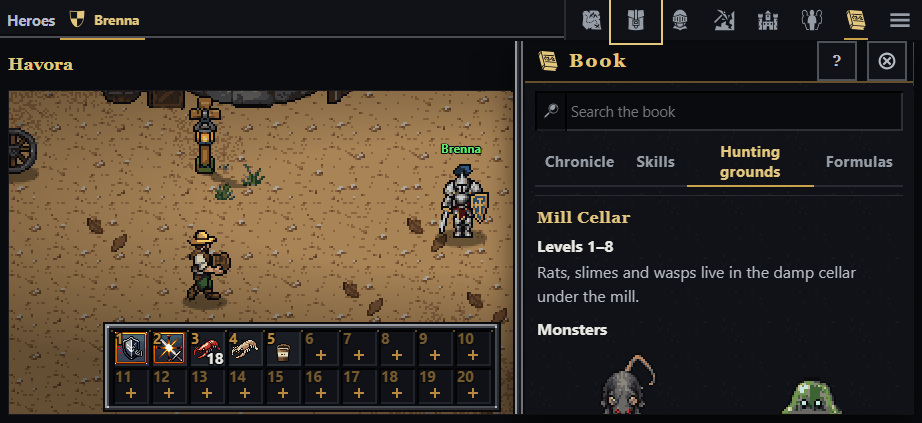 Heroes Brenna
Havora
Book
?
Search the book
Chronicle Skills Hunting grounds Formulas
Brenna
Mill Cellar
Levels 1–8
Rats, slimes and wasps live in the damp cellar
under the mill.
Monsters
1 2 3 4 5 6 7 8 9 10
18 + + + + +
11 12 13 14 15 16 17 18 19 20
+ + + + + + + + + +